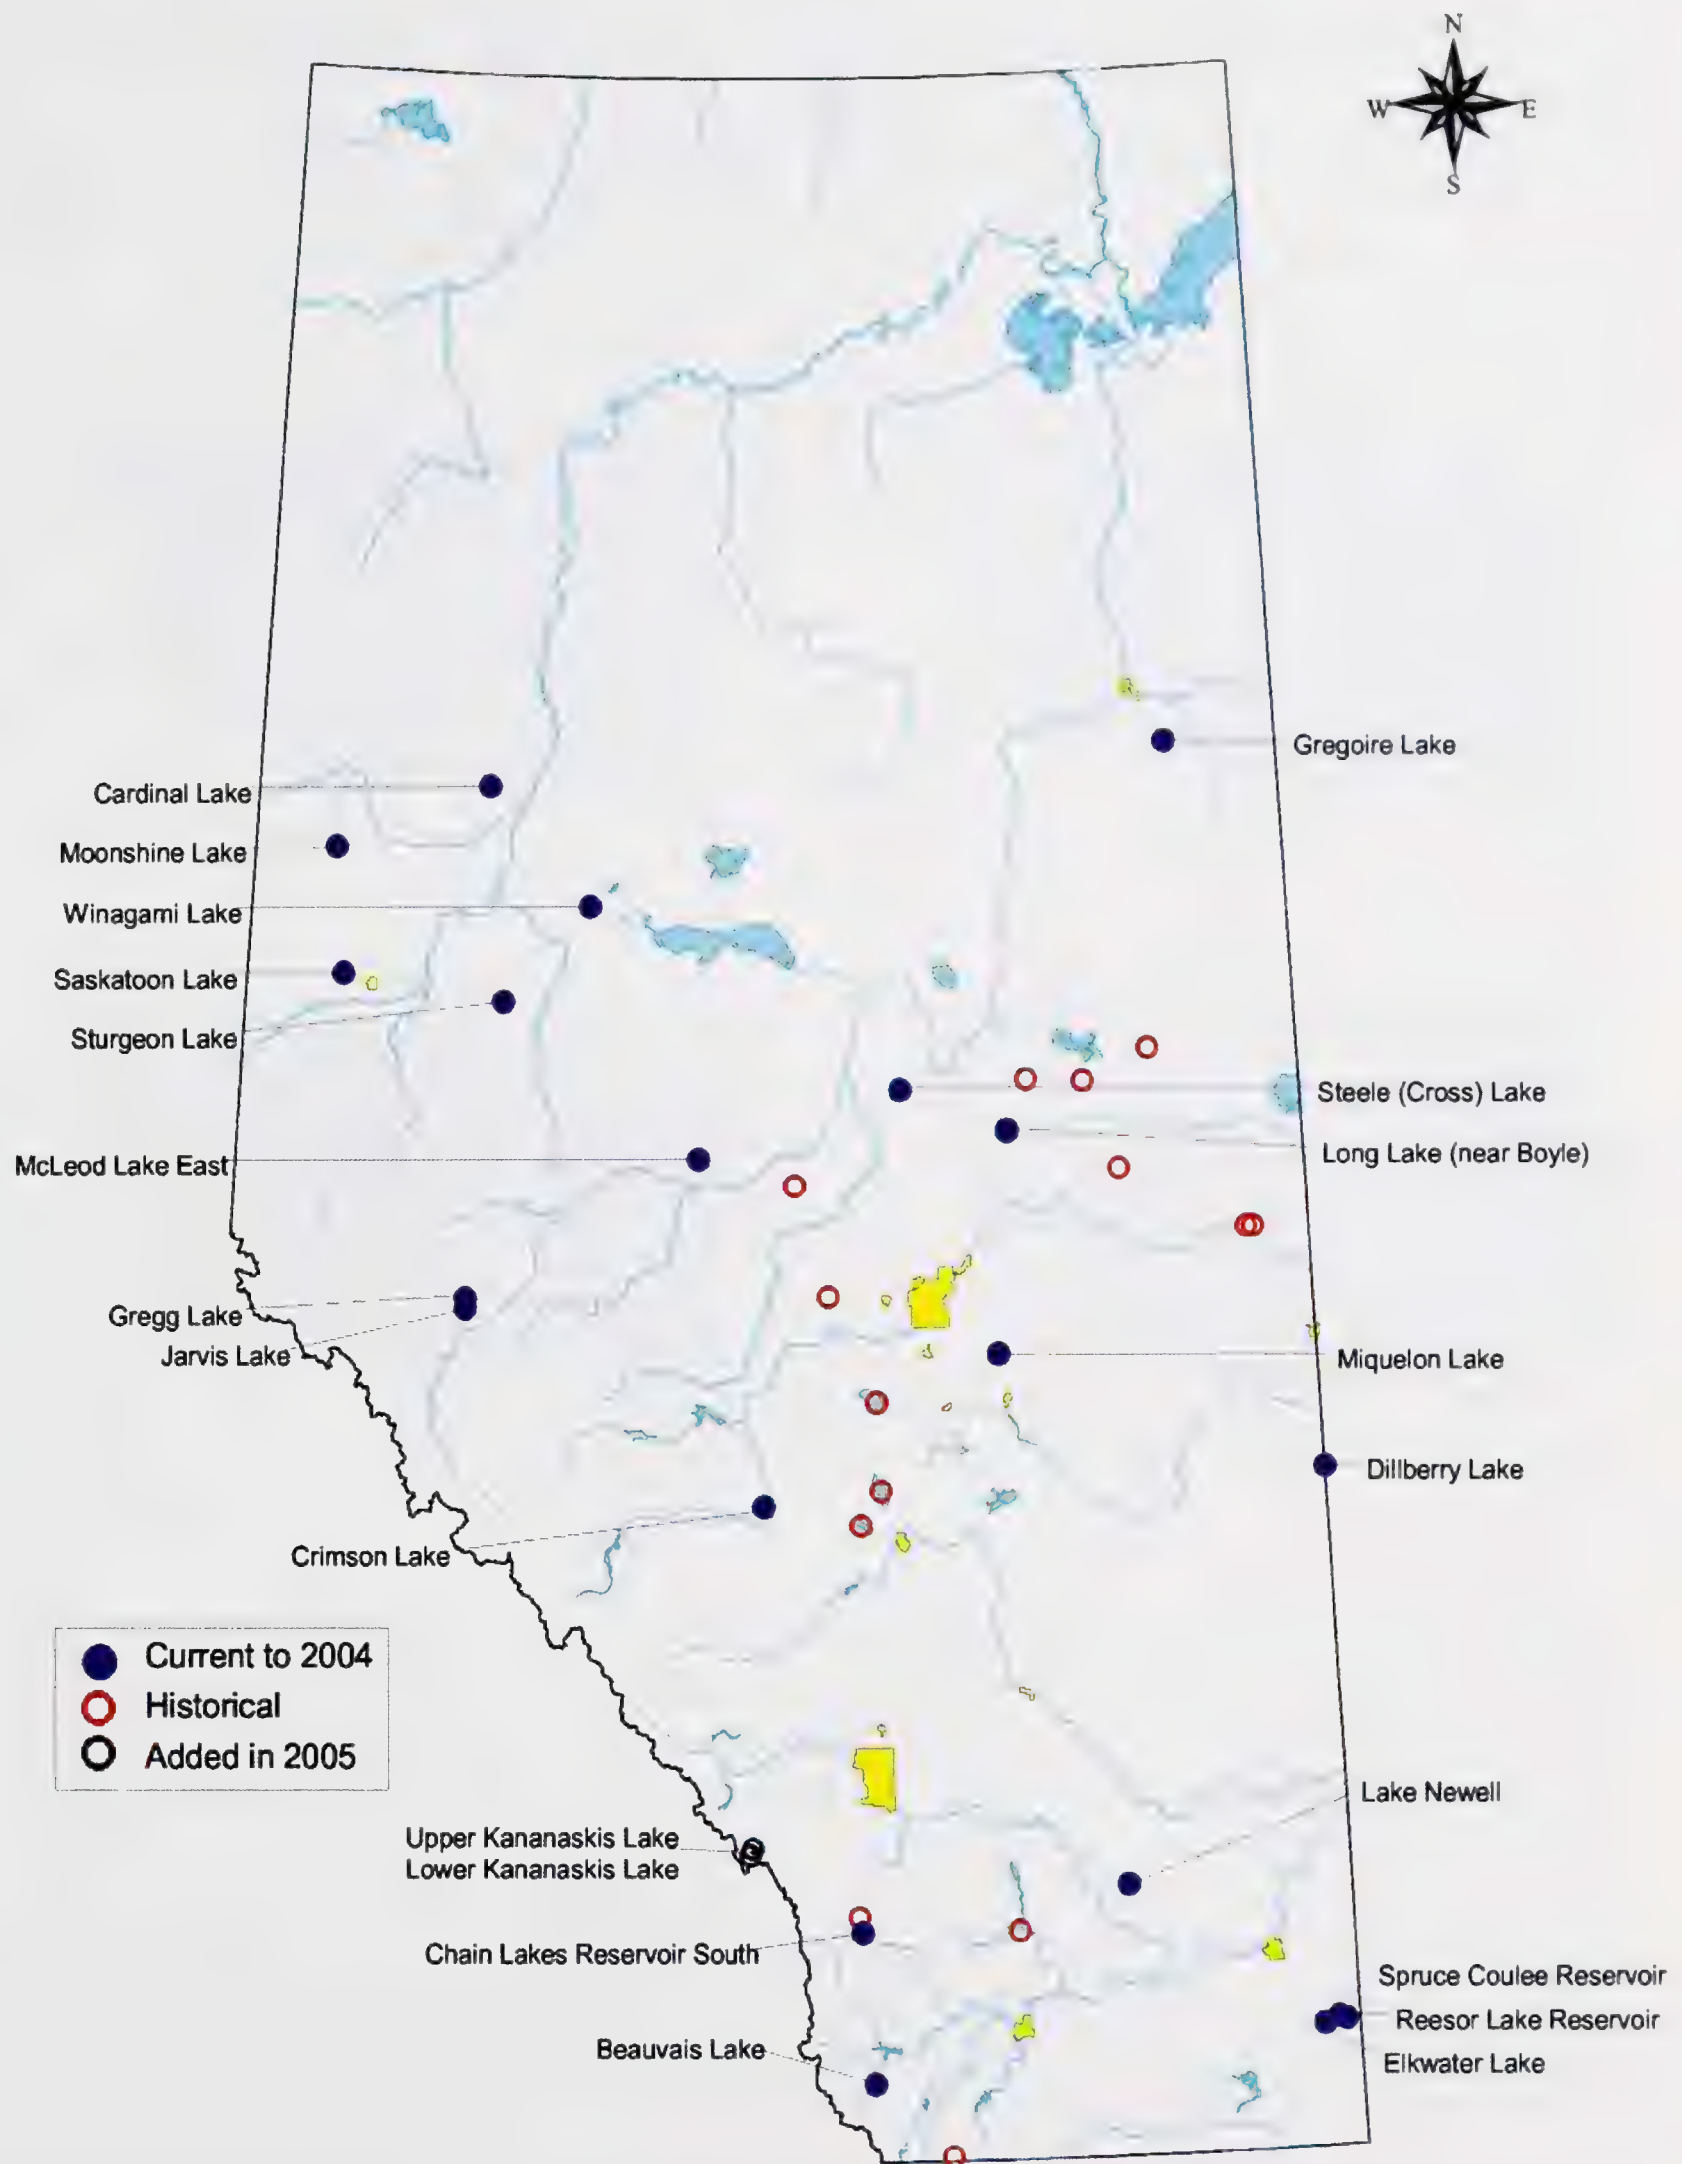 N
W E
S
Gregoire Lake
Cardinal Lake
Moonshine Lake
Winagami Lake
Saskatoon Lake
Sturgeon Lake
Steele (Cross) Lake
Long Lake (near Boyle)
McLeod Lake East
Gregg Lake
Jarvis Lake
Miquelon Lake
Dillberry Lake
Crimson Lake
Current to 2004
Historical
Added in 2005
Lake Newell
Upper Kananaskis Lake
Lower Kananaskis Lake
Chain Lakes Reservoir South
Spruce Coulee Reservoir
Reesor Lake Reservoir
Elkwater Lake
Beauvais Lake